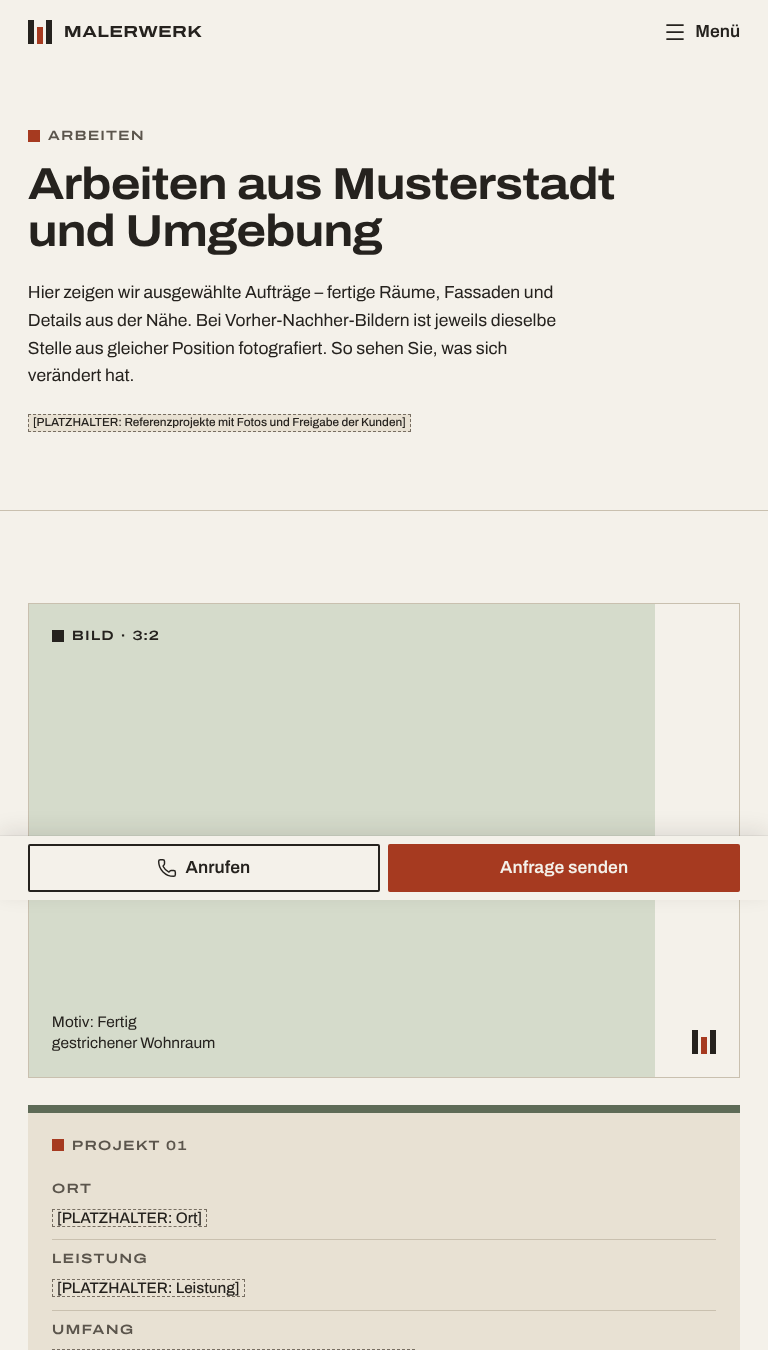 MALERWERK
Menü
ARBEITEN
Arbeiten aus Musterstadt
und Umgebung
Hier zeigen wir ausgewählte Aufträge – fertige Räume, Fassaden und
Details aus der Nähe. Bei Vorher-Nachher-Bildern ist jeweils dieselbe
Stelle aus gleicher Position fotografiert. So sehen Sie, was sich
verändert hat.
[PLATZHALTER: Referenzprojekte mit Fotos und Freigabe der Kunden]
BILD · 3:2
Anrufen
Anfrage senden
Motiv: Fertig
gestrichener Wohnraum
PROJEKT 01
ORT
[PLATZHALTER: Ort]
LEISTUNG
[PLATZHALTER: Leistung]
UMFANG